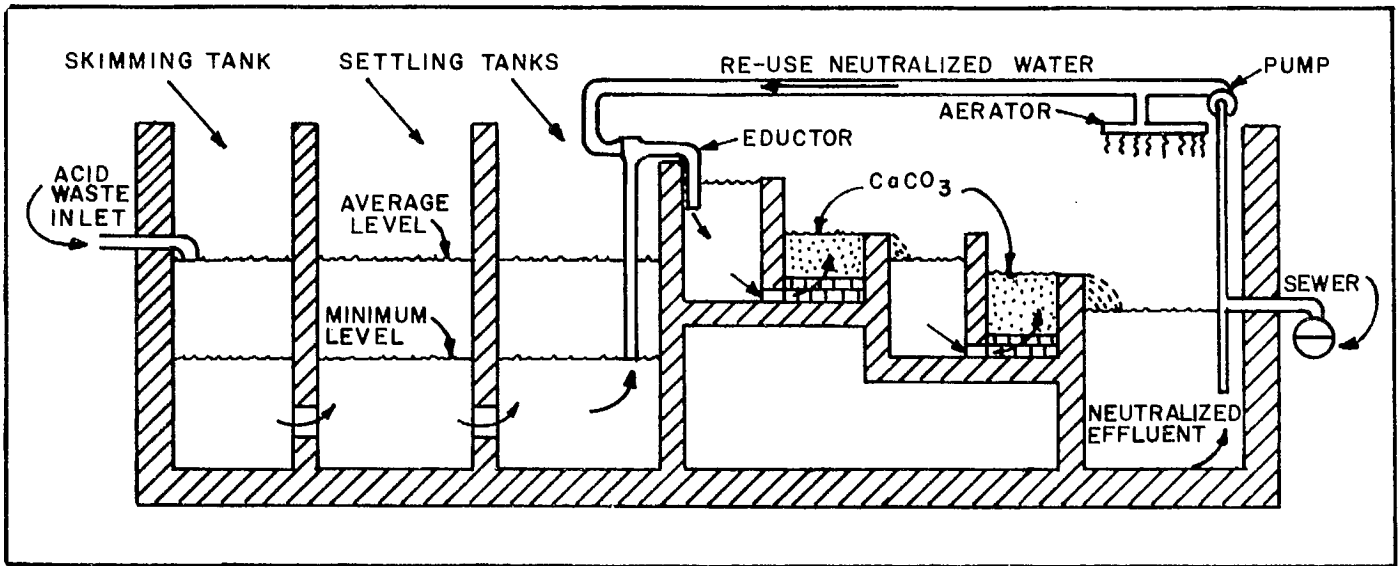 SKIMMING TANK
SETTLING TANKS
RE-USE NEUTRALIZED WATER
PUMP
AERATOR
EDUCTOR
ACID
WASTE
INLET
CaCO3
AVERAGE
LEVEL
SEWER
MINIMUM
LEVEL
NEUTRALIZED
EFFLUENT